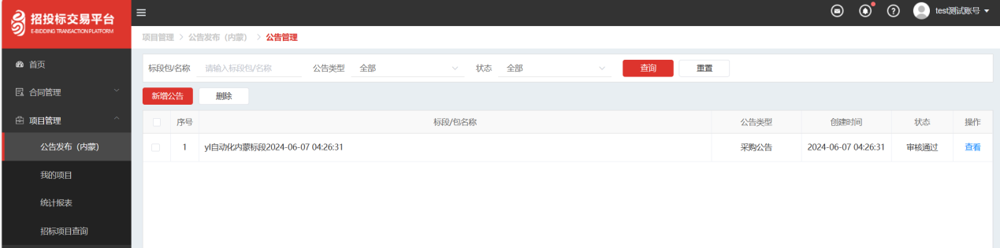 招投标交易平台
E-BIDDING TRANSACTION PLATFORM
test测试账号
项目管理 > 公告发布（内蒙） > 公告管理
首页
合同管理
项目管理
公告发布（内蒙）
我的项目
统计报表
招标项目查询
标段包/名称 请输入标段包/名称 公告类型 全部 状态 全部 查询 重置
新增公告 删除
序号 标段/包名称 公告类型 创建时间 状态 操作
1 yl自动化内蒙标段2024-06-07 04:26:31 采购公告 2024-06-07 04:26:31 审核通过 查看